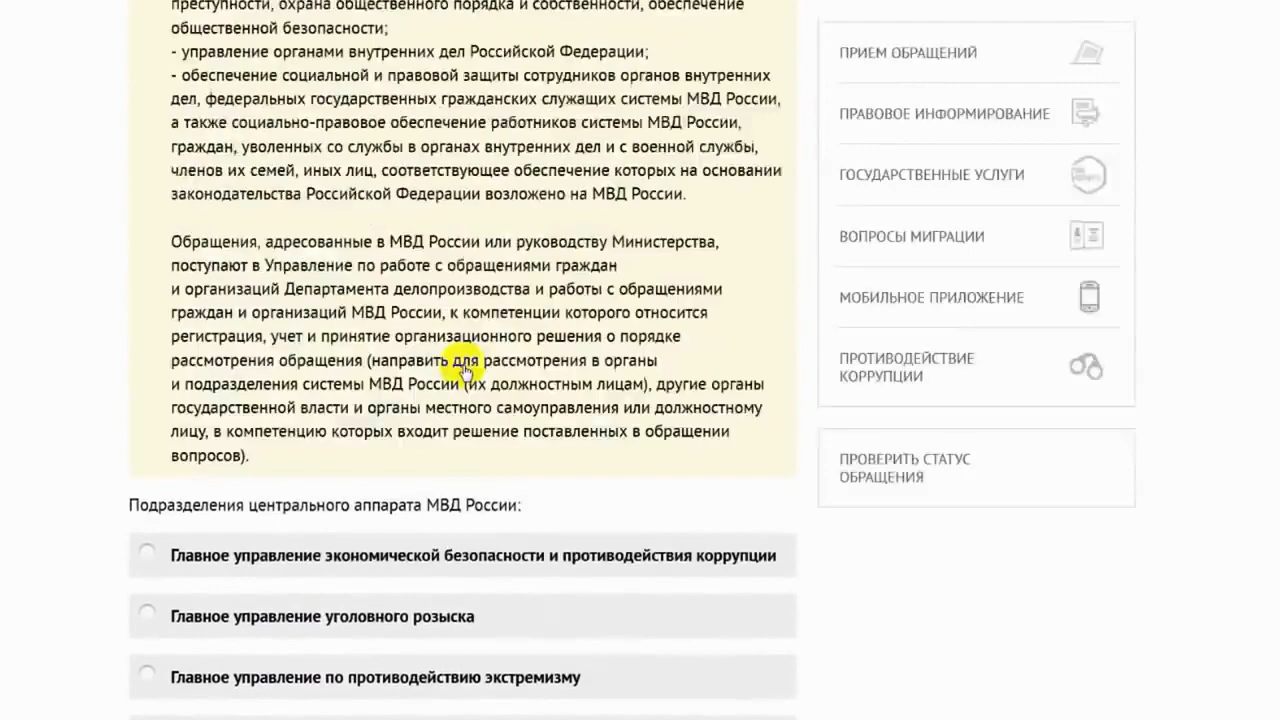 преступности, охрана общественного порядка и собственности, обеспечение
общественной безопасности;
- управление органами внутренних дел Российской Федерации;
- обеспечение социальной и правовой защиты сотрудников органов внутренних
дел, федеральных государственных гражданских служащих системы МВД России,
а также социально-правовое обеспечение работников системы МВД России,
граждан, уволенных со службы в органах внутренних дел и с военной службы,
членов их семей, иных лиц, соответствующее обеспечение которых на основании
законодательства Российской Федерации возложено на МВД России.
Обращения, адресованные в МВД России или руководству Министерства,
поступают в Управление по работе с обращениями граждан
и организаций Департамента делопроизводства и работы с обращениями
граждан и организаций МВД России, к компетенции которого относится
регистрация, учет и принятие организационного решения о порядке
рассмотрения обращения (направить для рассмотрения в органы
и подразделения системы МВД России (их должностным лицам), другие органы
государственной власти и органы местного самоуправления или должностному
лицу, в компетенцию которых входит решение поставленных в обращении
вопросов).
Подразделения центрального аппарата МВД России:
Главное управление экономической безопасности и противодействия коррупции
Главное управление уголовного розыска
Главное управление по противодействию экстремизму
ПРИЕМ ОБРАЩЕНИЙ
ПРАВОВОЕ ИНФОРМИРОВАНИЕ
ГОСУДАРСТВЕННЫЕ УСЛУГИ
ВОПРОСЫ МИГРАЦИИ
МОБИЛЬНОЕ ПРИЛОЖЕНИЕ
ПРОТИВОДЕЙСТВИЕ
КОРРУПЦИИ
ПРОВЕРИТЬ СТАТУС
ОБРАЩЕНИЯ